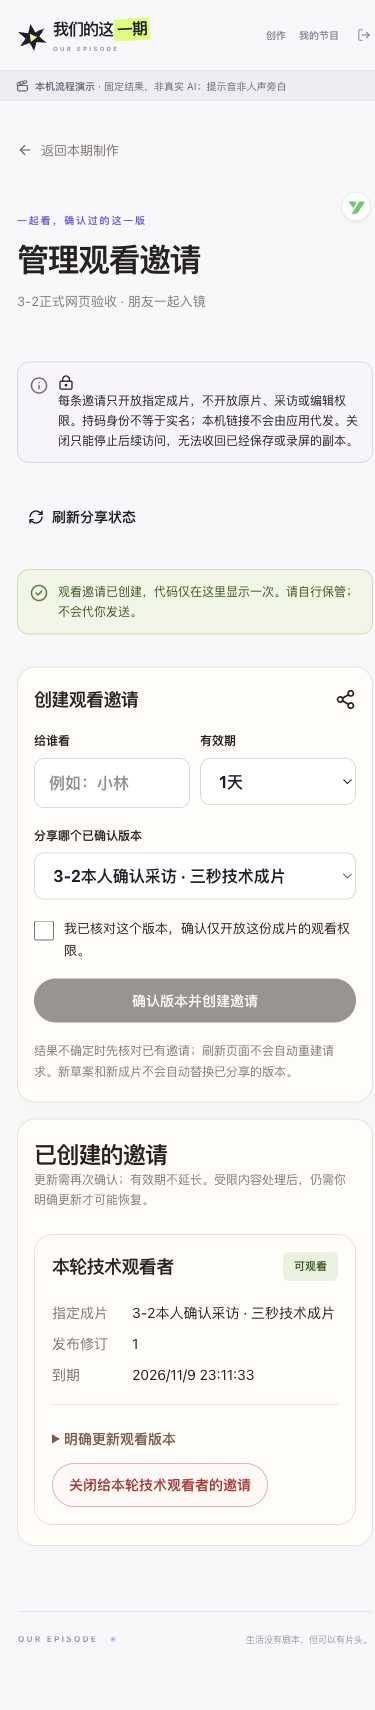 我们的这一期
OUR EPISODE
创作 我的节目
本机流程演示 · 固定结果，非真实 AI；提示音非人声旁白
返回本期制作
一起看，确认过的这一版
管理观看邀请
3-2正式网页验收 · 朋友一起入镜
每条邀请只开放指定成片，不开放原片、采访或编辑权
限。持码身份不等于实名；本机链接不会由应用代发。关
闭只能停止后续访问，无法收回已经保存或录屏的副本。
刷新分享状态
观看邀请已创建，代码仅在这里显示一次。请自行保管；
不会代你发送。
创建观看邀请
给谁看 有效期
例如：小林 1天
分享哪个已确认版本
3-2本人确认采访 · 三秒技术成片
我已核对这个版本，确认仅开放这份成片的观看权
限。
确认版本并创建邀请
结果不确定时先核对已有邀请；刷新页面不会自动重建请
求。新草案和新成片不会自动替换已分享的版本。
已创建的邀请
更新需再次确认；有效期不延长。受限内容处理后，仍需你
明确更新才可能恢复。
本轮技术观看者 可观看
指定成片 3-2本人确认采访 · 三秒技术成片
发布修订 1
到期 2026/11/9 23:11:33
明确更新观看版本
关闭给本轮技术观看者的邀请
OUR EPISODE 生活没有剧本，但可以有片头。